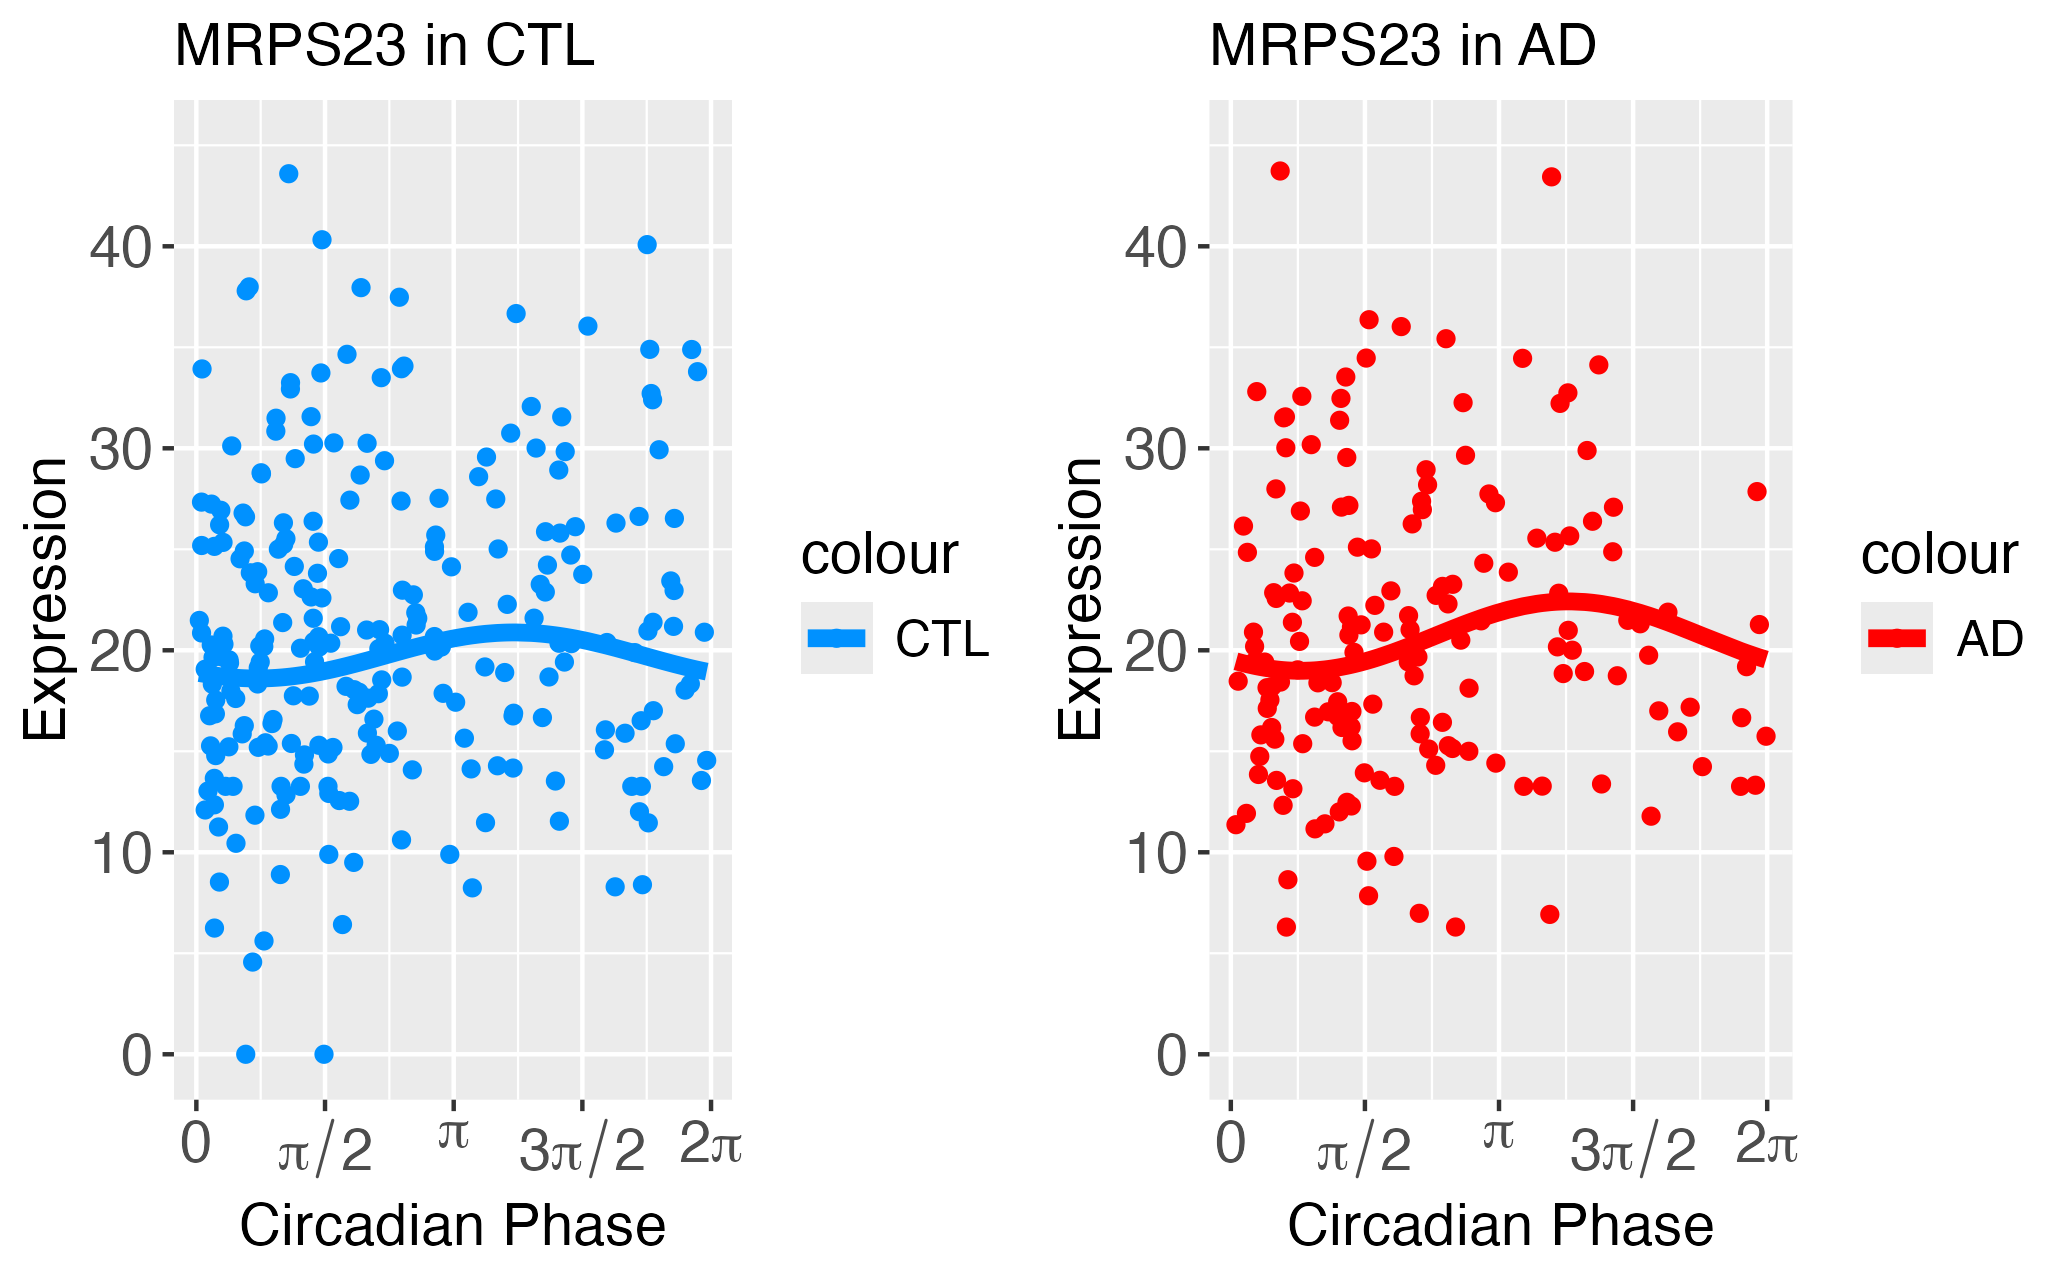 MRPS23 in CTL
Expression
40
30
20
10
0
0 π/2 π 3π/2 2π
Circadian Phase
colour
CTL
MRPS23 in AD
Expression
40
30
20
10
0
0 π/2 π 3π/2 2π
Circadian Phase
colour
AD